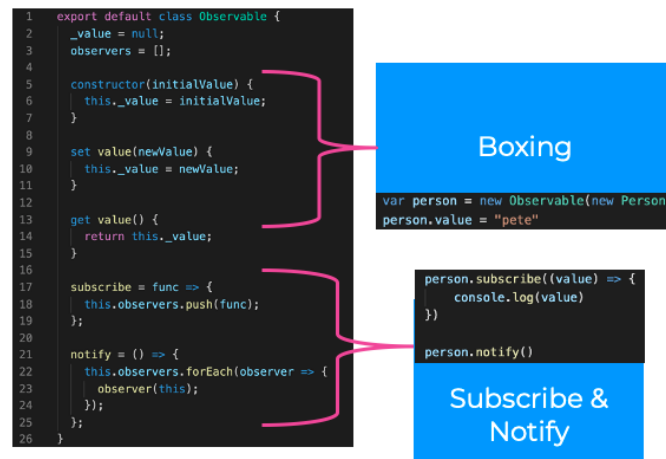 1 export default class Observable {
2 _value = null;
3 observers = [];
4
5 constructor(initialValue) {
6 this._value = initialValue;
7 }
8
9 set value(newValue) {
10 this._value = newValue;
11 }
12
13 get value() {
14 return this._value;
15 }
16
17 subscribe = func => {
18 this.observers.push(func);
19 };
20
21 notify = () => {
22 this.observers.forEach(observer => {
23 observer(this);
24 });
25 };
26 }
Boxing
var person = new Observable(new Person
person.value = "pete"
person.subscribe((value) => {
console.log(value)
})
person.notify()
Subscribe &
Notify